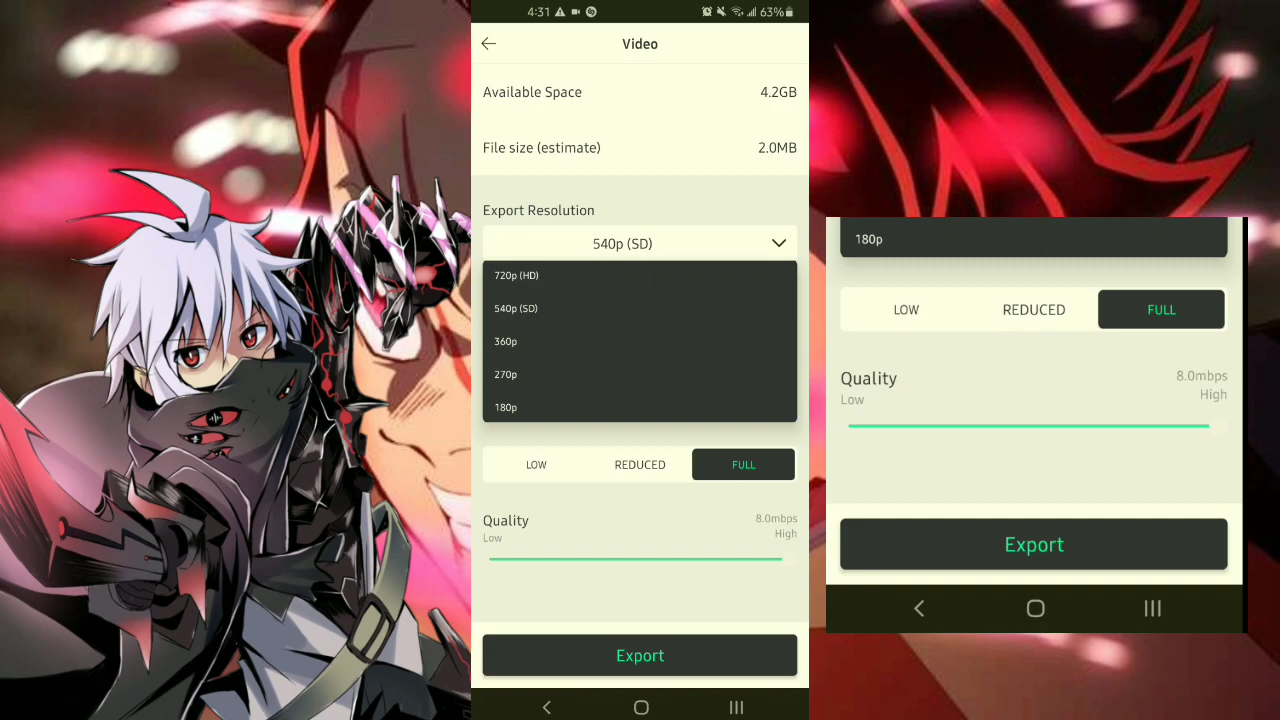 4:31
63%
Video
Available Space 4.2GB
File size (estimate) 2.0MB
Export Resolution
540p (SD)
720p (HD)
540p (SD)
360p
270p
180p
LOW REDUCED FULL
Quality 8.0mbps
Low High
Export
180p
LOW REDUCED FULL
Quality 8.0mbps
Low High
Export